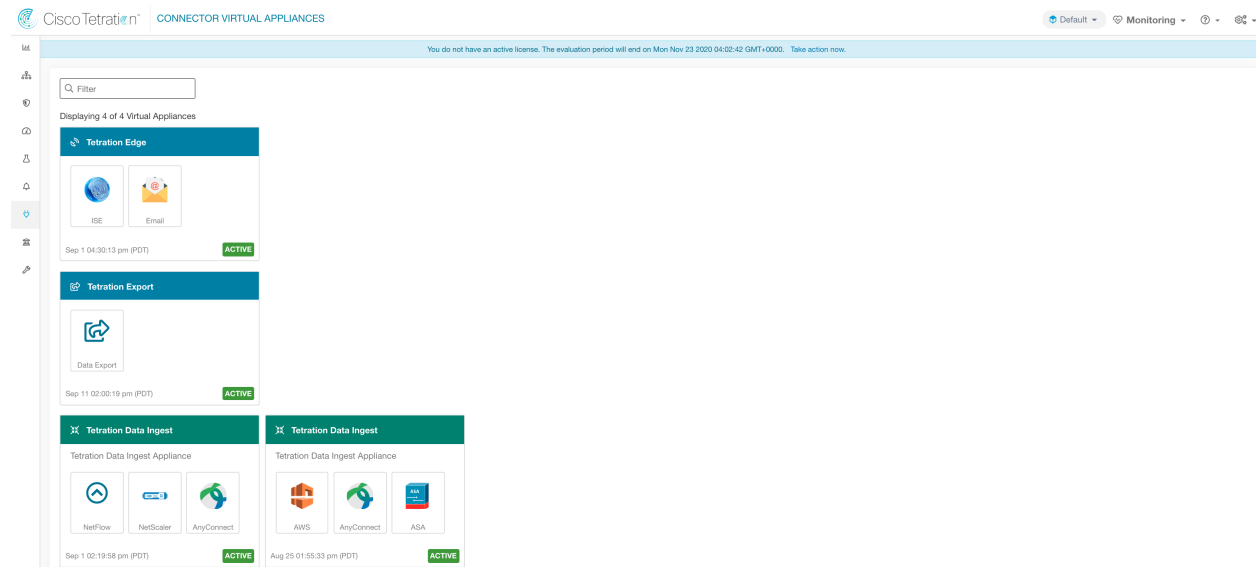 Cisco Tetration™ CONNECTOR VIRTUAL APPLIANCES Default Monitoring
You do not have an active license. The evaluation period will end on Mon Nov 23 2020 04:02:42 GMT+0000. Take action now.
Filter
Displaying 4 of 4 Virtual Appliances
Tetration Edge
@
ISE Email
Sep 1 04:30:13 pm (PDT) ACTIVE
Tetration Export
Data Export
Sep 11 02:00:19 pm (PDT) ACTIVE
Tetration Data Ingest Tetration Data Ingest
Tetration Data Ingest Appliance Tetration Data Ingest Appliance
ASA
NetFlow NetScaler AnyConnect AWS AnyConnect ASA
Sep 1 02:19:58 pm (PDT) ACTIVE Aug 25 01:55:33 pm (PDT) ACTIVE